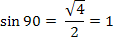 sin 90 = √4/2 = 1